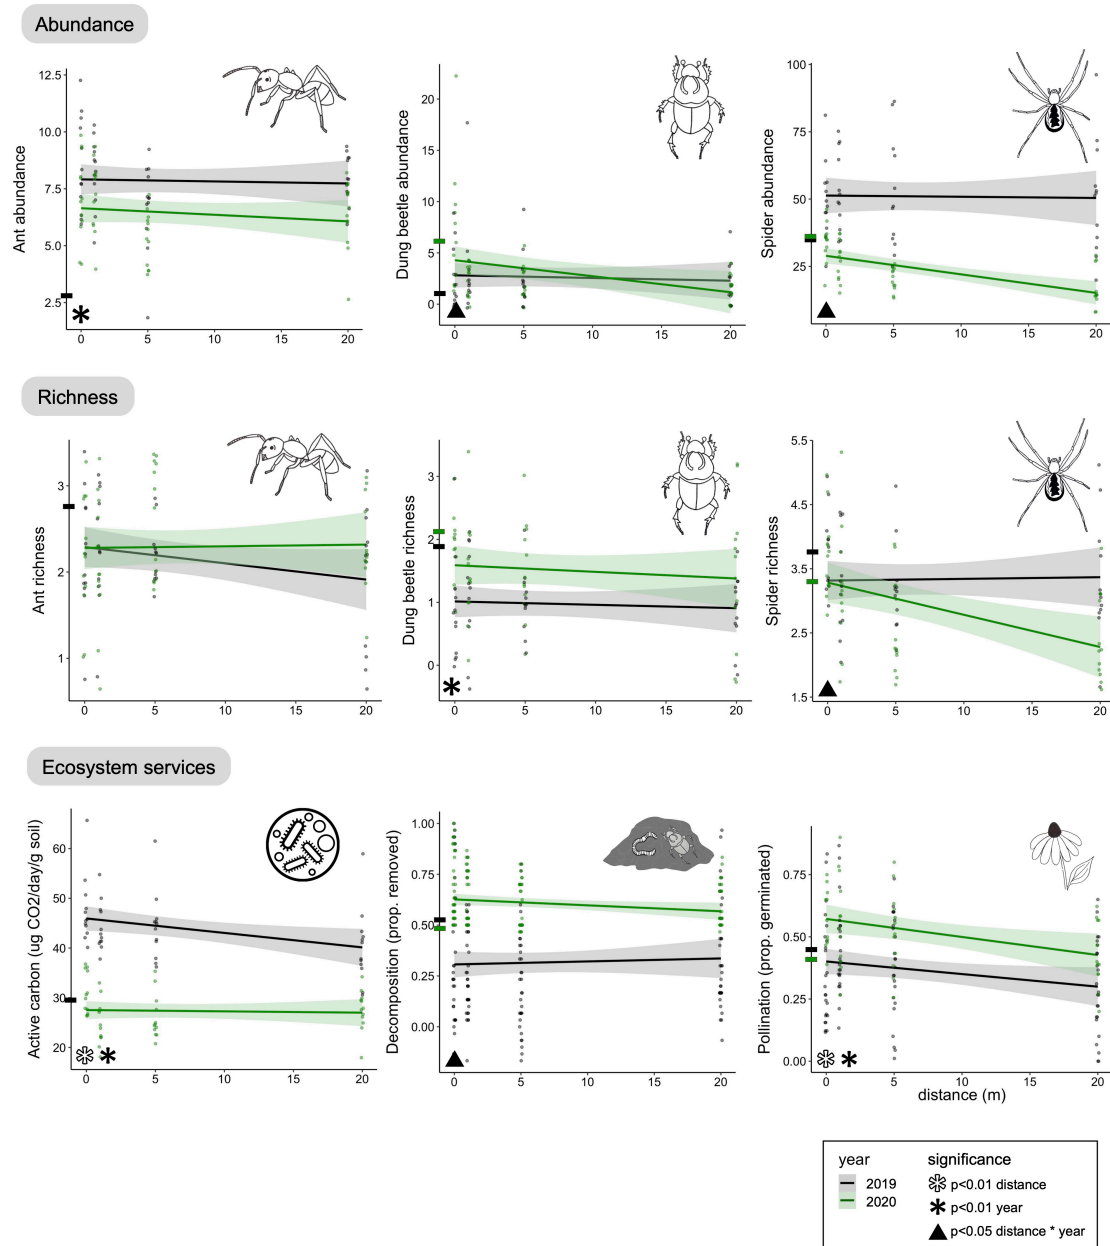 Abundance
Ant abundance
12.5
10.0
7.5
5.0
2.5
0 5 10 15 20
Dung beetle abundance
20
15
10
5
0
0 5 10 15 20
Spider abundance
100
75
50
25
0 5 10 15 20
Richness
Ant richness
3
2
1
0 5 10 15 20
Dung beetle richness
3
2
1
0
0 5 10 15 20
Spider richness
5.5
4.5
3.5
2.5
1.5
0 5 10 15 20
Ecosystem services
Active carbon (ug CO2/day/g soil)
60
50
40
30
20
0 5 10 15 20
Decomposition (prop. removed)
1.00
0.75
0.50
0.25
0.00
0 5 10 15 20
Pollination (prop. germinated)
0.75
0.50
0.25
0.00
0 5 10 15 20
distance (m)
year
2019
2020
significance
p<0.01 distance
p<0.01 year
p<0.05 distance * year